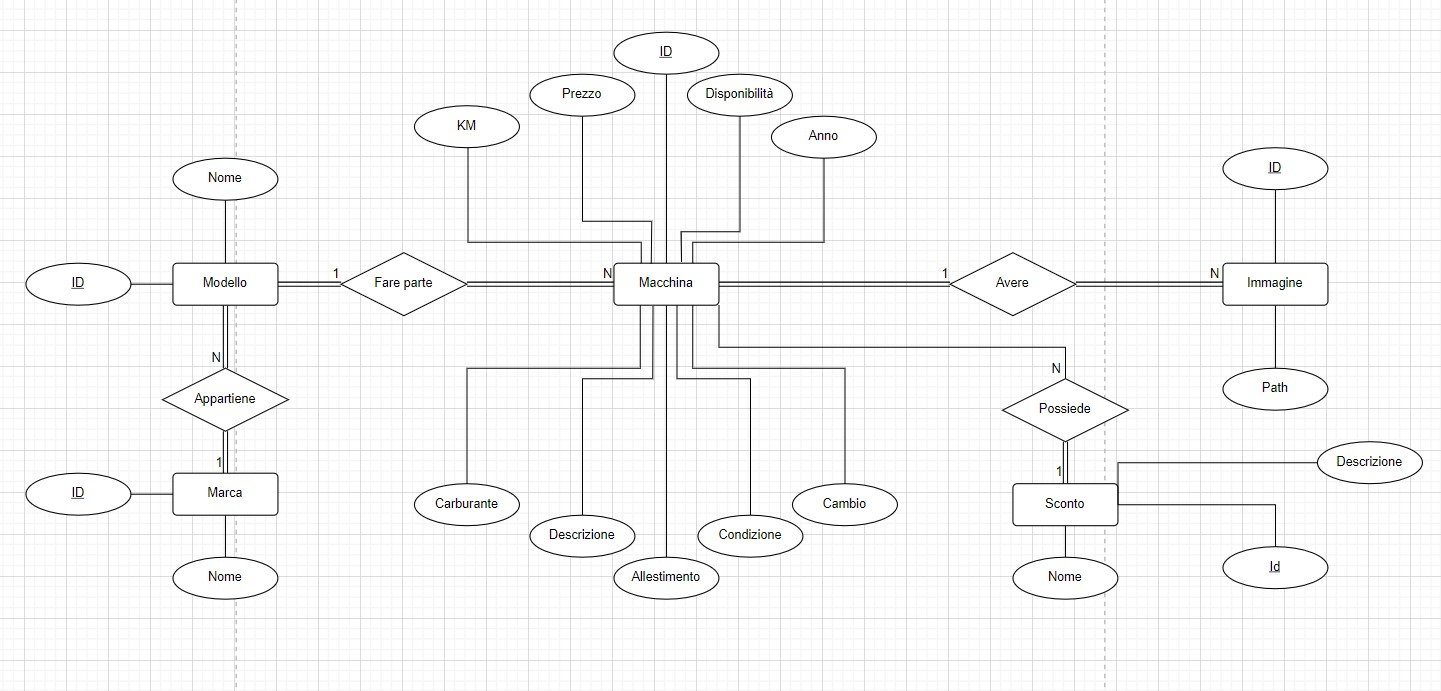 ID
Prezzo
Disponibilità
KM
Anno
Nome
ID
ID
Modello
1
Fare parte
N
Macchina
1
Avere
N
Immagine
N
Appartiene
1
N
Possiede
1
Path
ID
Marca
Nome
Carburante
Descrizione
Allestimento
Condizione
Cambio
Sconto
Descrizione
Id
Nome